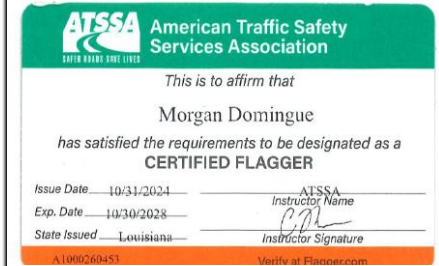 ATSSA
SAFER ROADS SAVE LIVES
American Traffic Safety
Services Association
This is to affirm that
Morgan Domingue
has satisfied the requirements to be designated as a
CERTIFIED FLAGGER
Issue Date 10/31/2024
ATSSA
Instructor Name
Exp. Date 10/30/2028
State Issued Louisiana
Instructor Signature
A1000260453
Verify at Flagger.com